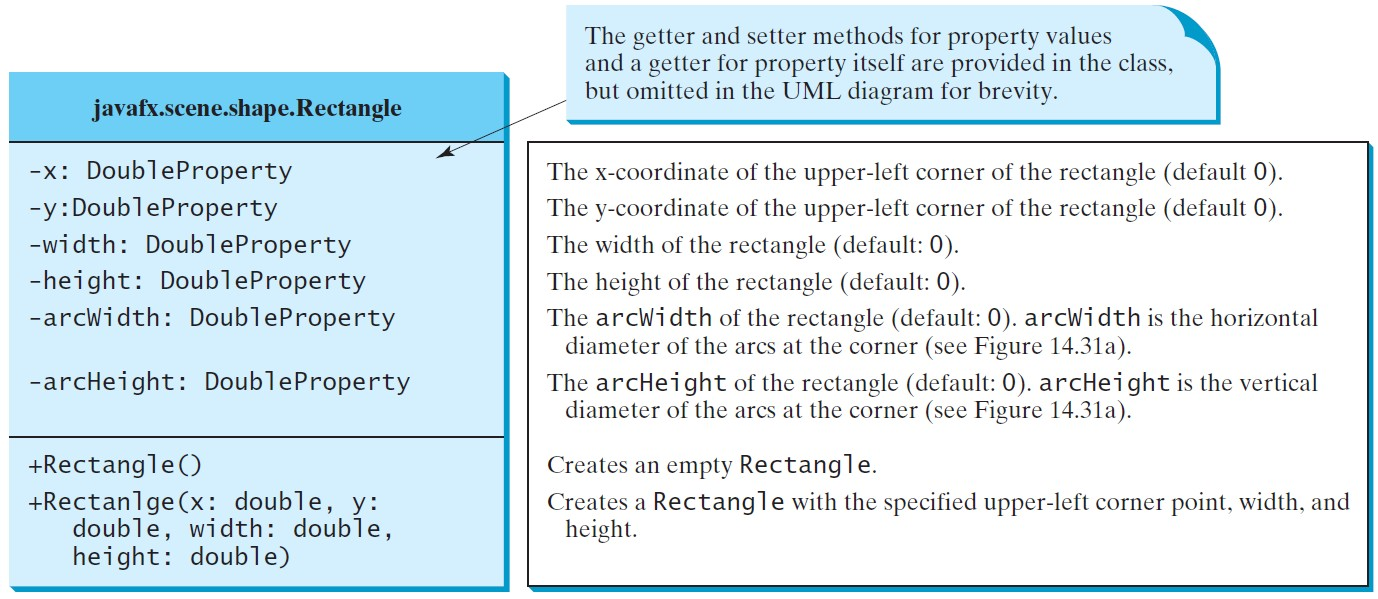 The getter and setter methods for property values
and a getter for property itself are provided in the class,
but omitted in the UML diagram for brevity.
javafx.scene.shape.Rectangle
-x: DoubleProperty
The x-coordinate of the upper-left corner of the rectangle (default 0).
-y:DoubleProperty
The y-coordinate of the upper-left corner of the rectangle (default 0).
-width: DoubleProperty
The width of the rectangle (default: 0).
-height: DoubleProperty
The height of the rectangle (default: 0).
-arcWidth: DoubleProperty
The arcWidth of the rectangle (default: 0). arcWidth is the horizontal
diameter of the arcs at the corner (see Figure 14.31a).
-arcHeight: DoubleProperty
The arcHeight of the rectangle (default: 0). arcHeight is the vertical
diameter of the arcs at the corner (see Figure 14.31a).
+Rectangle()
Creates an empty Rectangle.
+Rectanlge(x: double, y:
double, width: double,
height: double)
Creates a Rectangle with the specified upper-left corner point, width, and
height.